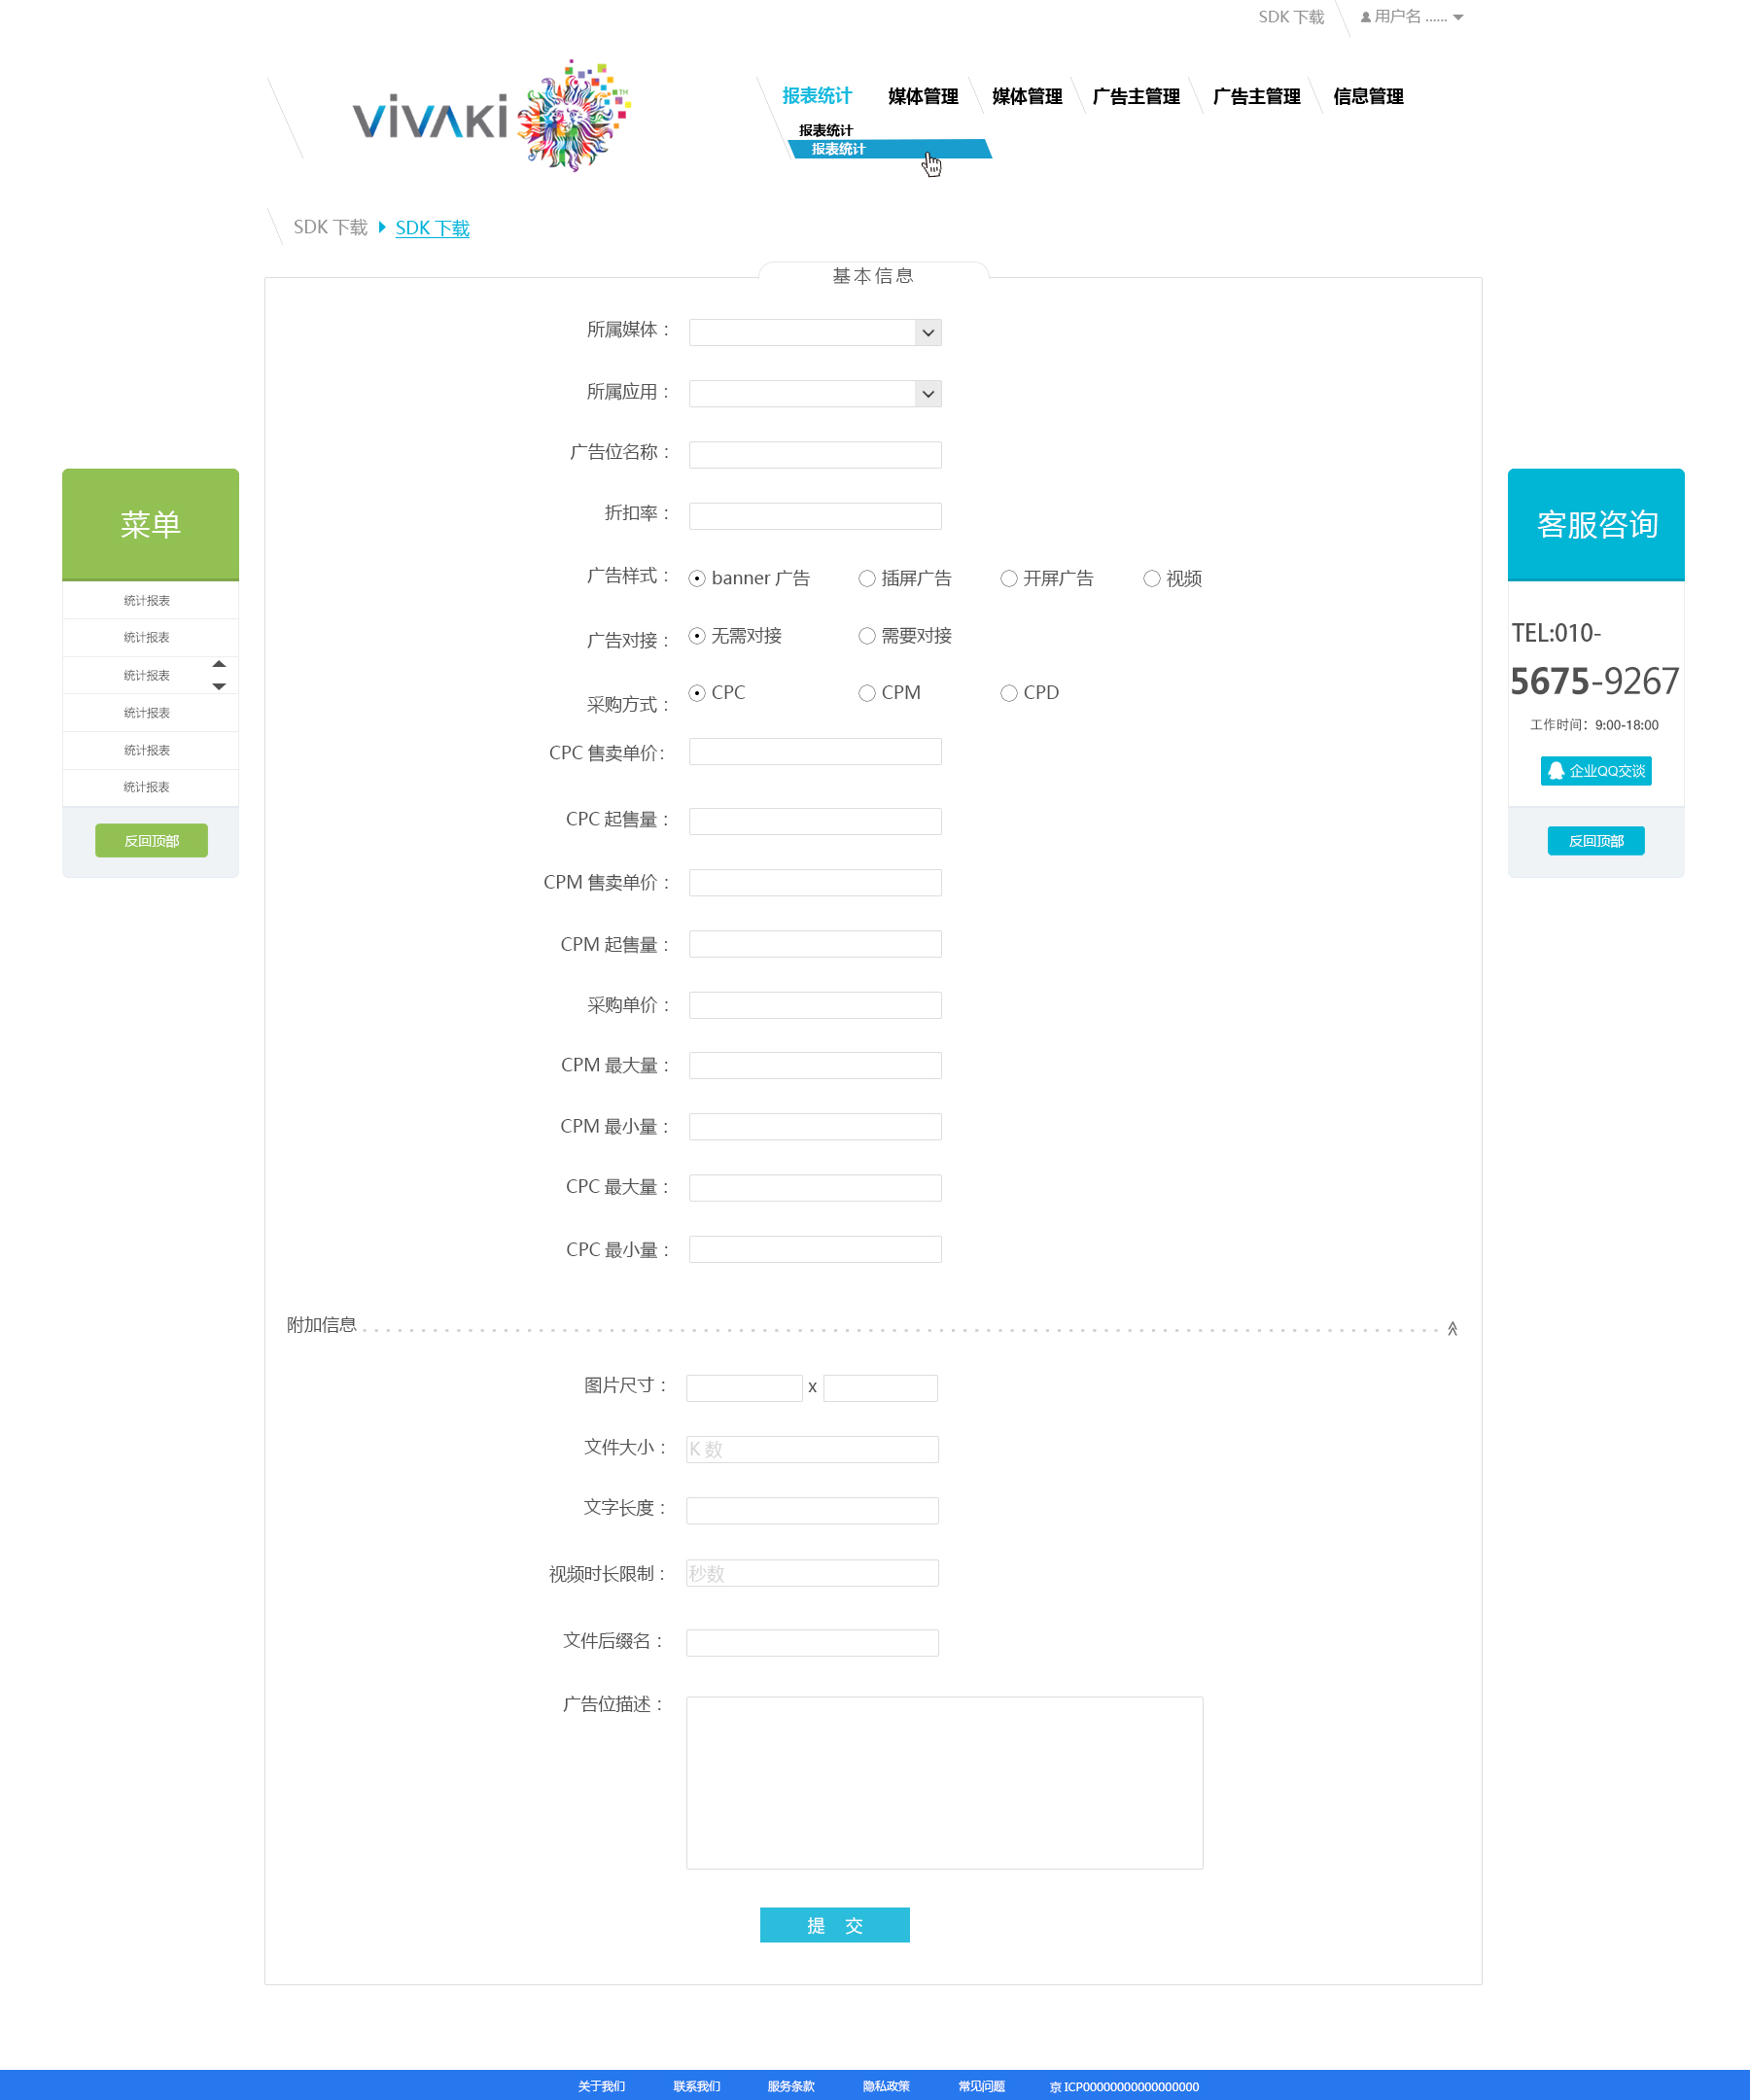 SDK 下载
用户名 ......
VIVAKI TM
报表统计 媒体管理 媒体管理 广告主管理 广告主管理 信息管理
报表统计
报表统计
SDK 下载 SDK 下载
基本信息
所属媒体：
所属应用：
广告位名称：
折扣率：
广告样式： banner 广告 插屏广告 开屏广告 视频
广告对接： 无需对接 需要对接
采购方式： CPC CPM CPD
CPC 售卖单价：
CPC 起售量：
CPM 售卖单价：
CPM 起售量：
采购单价：
CPM 最大量：
CPM 最小量：
CPC 最大量：
CPC 最小量：
附加信息
图片尺寸： x
文件大小： K 数
文字长度：
视频时长限制： 秒数
文件后缀名：
广告位描述：
提 交
菜单
统计报表
统计报表
统计报表
统计报表
统计报表
统计报表
反回顶部
客服咨询
TEL:010-
5675-9267
工作时间：9:00-18:00
企业QQ交谈
反回顶部
关于我们 联系我们 服务条款 隐私政策 常见问题 京 ICP00000000000000000